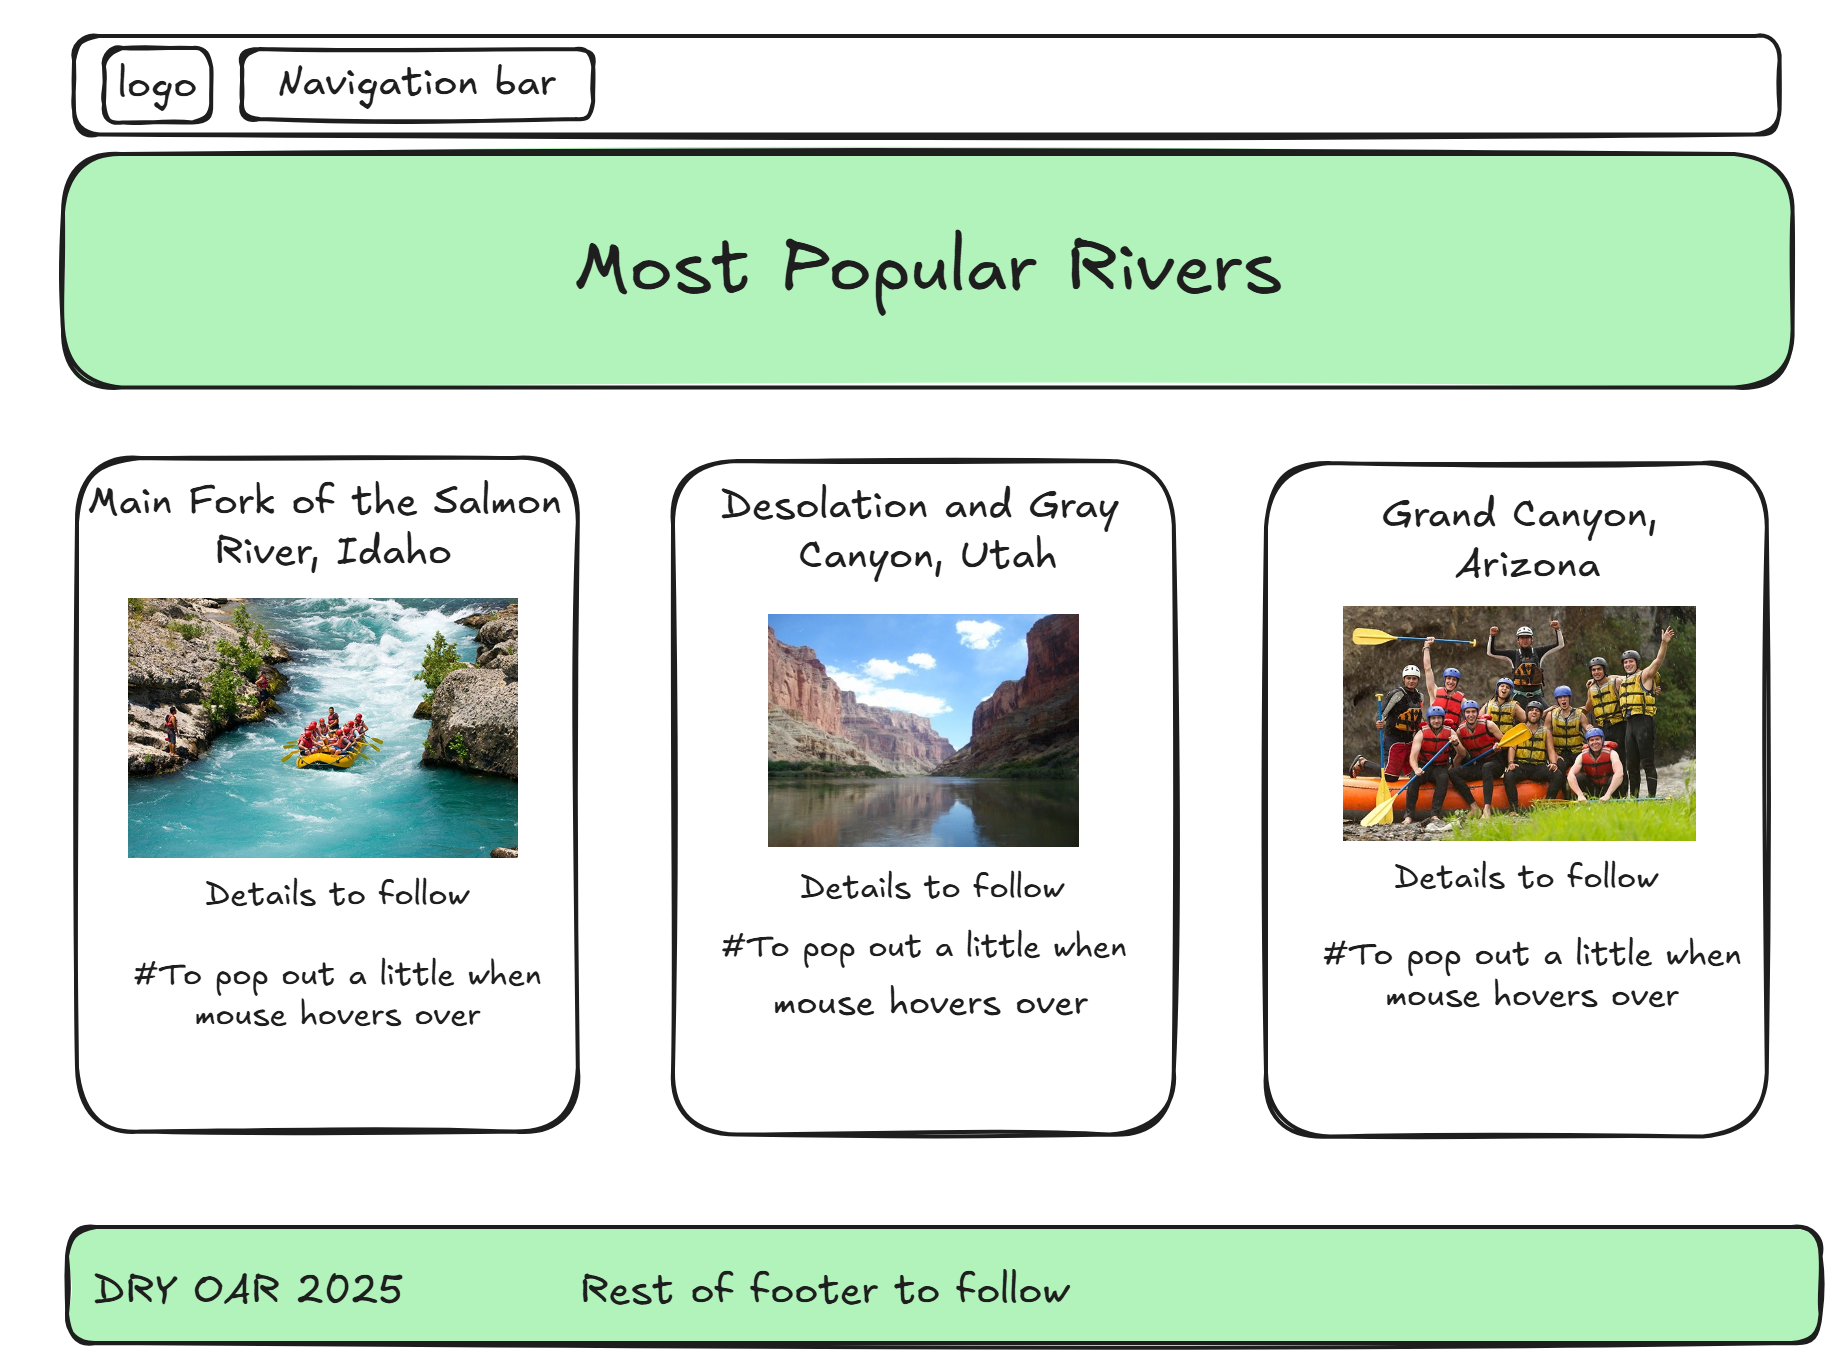 logo
Navigation bar
Most Popular Rivers
Main Fork of the Salmon
River, Idaho
Details to follow
#To pop out a little when
mouse hovers over
Desolation and Gray
Canyon, Utah
Details to follow
#To pop out a little when
mouse hovers over
Grand Canyon,
Arizona
Details to follow
#To pop out a little when
mouse hovers over
DRY OAR 2025
Rest of footer to follow